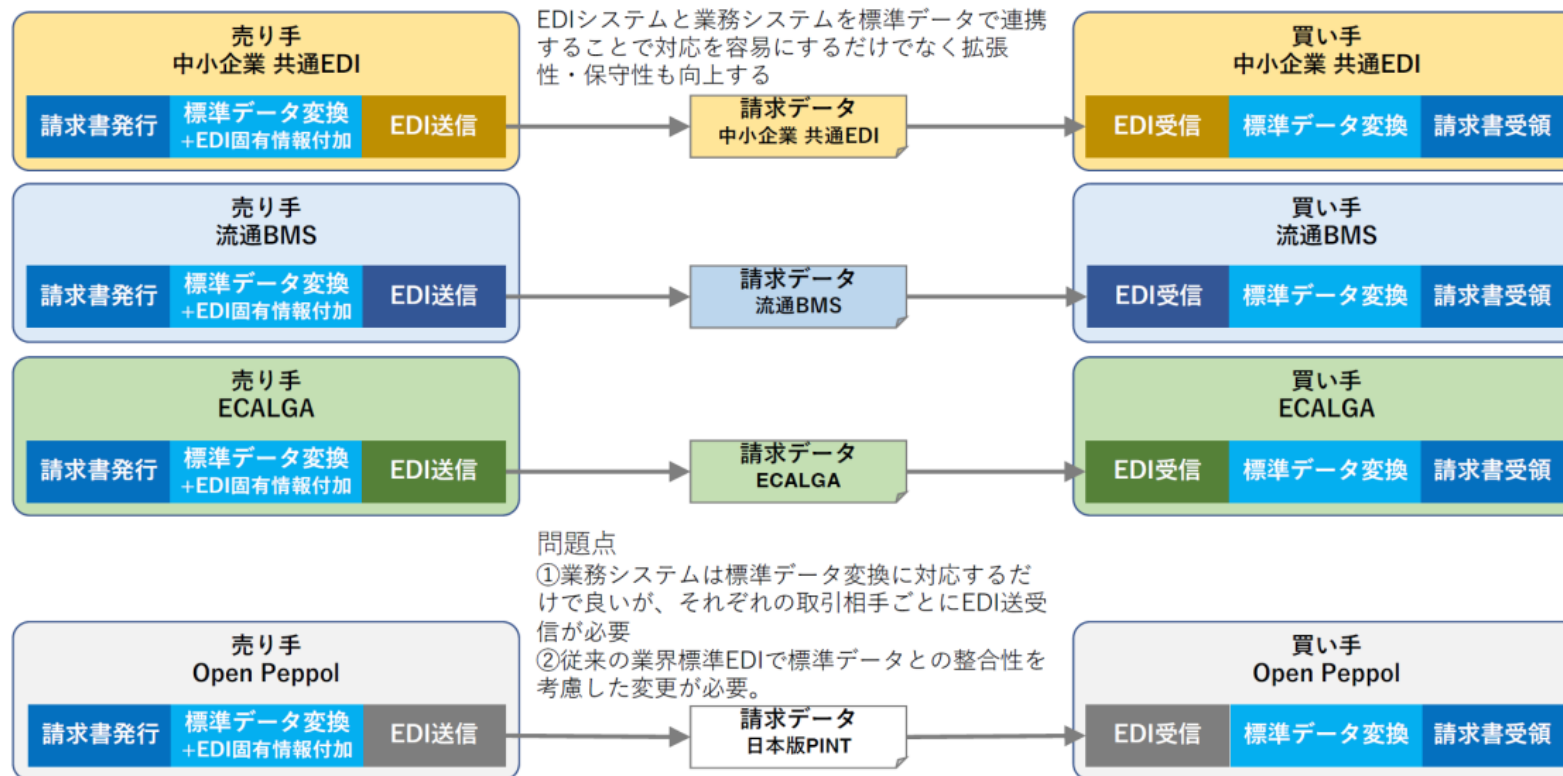 売り手
中小企業 共通EDI
請求書発行
標準データ変換
+EDI固有情報付加
EDI送信
EDIシステムと業務システムを標準データで連携
することで対応を容易にするだけでなく拡張
性・保守性も向上する
請求データ
中小企業 共通EDI
買い手
中小企業 共通EDI
EDI受信
標準データ変換
請求書受領
売り手
流通BMS
請求書発行
標準データ変換
+EDI固有情報付加
EDI送信
請求データ
流通BMS
買い手
流通BMS
EDI受信
標準データ変換
請求書受領
売り手
ECALGA
請求書発行
標準データ変換
+EDI固有情報付加
EDI送信
請求データ
ECALGA
買い手
ECALGA
EDI受信
標準データ変換
請求書受領
問題点
①業務システムは標準データ変換に対応するだ
けで良いが、それぞれの取引相手ごとにEDI送受
信が必要
②従来の業界標準EDIで標準データとの整合性を
考慮した変更が必要。
売り手
Open Peppol
請求書発行
標準データ変換
+EDI固有情報付加
EDI送信
請求データ
日本版PINT
買い手
Open Peppol
EDI受信
標準データ変換
請求書受領